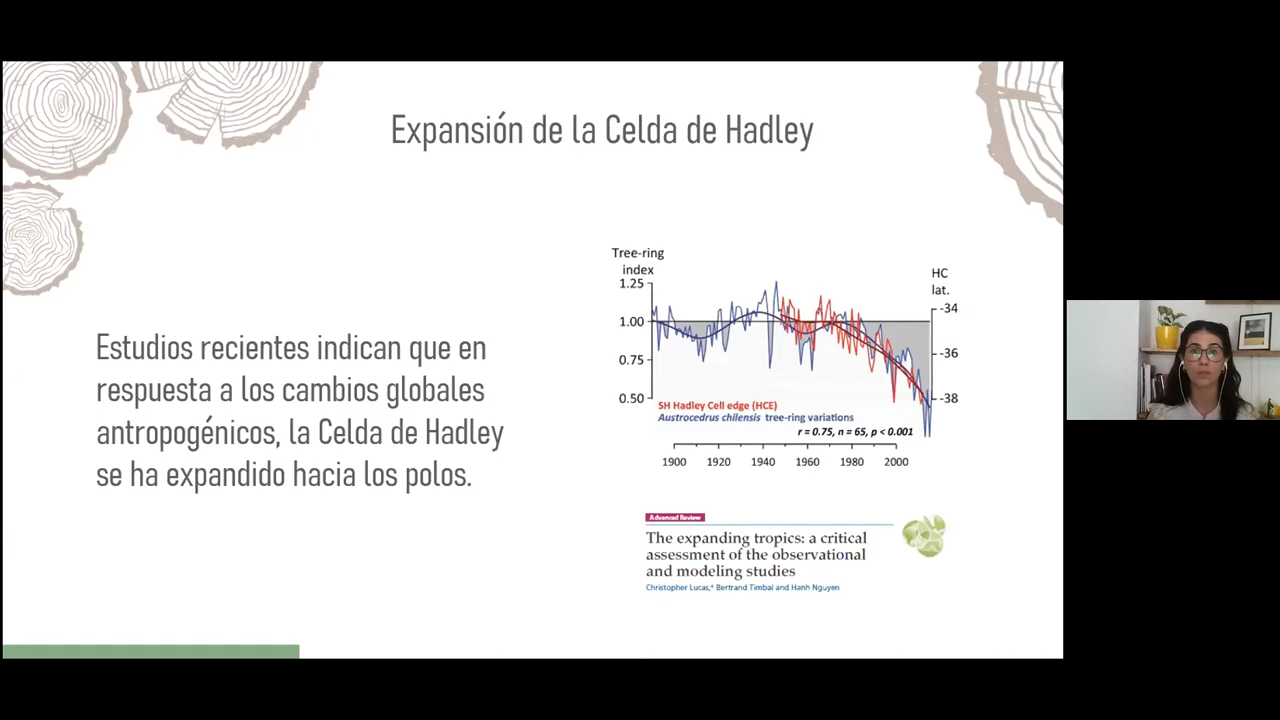 Expansión de la Celda de Hadley
Estudios recientes indican que en
respuesta a los cambios globales
antropogénicos, la Celda de Hadley
se ha expandido hacia los polos.
Tree-ring
index
1.25
1.00
0.75
0.50
HC
lat.
-34
-36
-38
SH Hadley Cell edge (HCE)
Austrocedrus chilensis tree-ring variations
r = 0.75, n = 65, p < 0.001
1900 1920 1940 1960 1980 2000
Advanced Review
The expanding tropics: a critical
assessment of the observational
and modeling studies
Christopher Lucas,* Bertrand Timbal and Hanh Nguyen